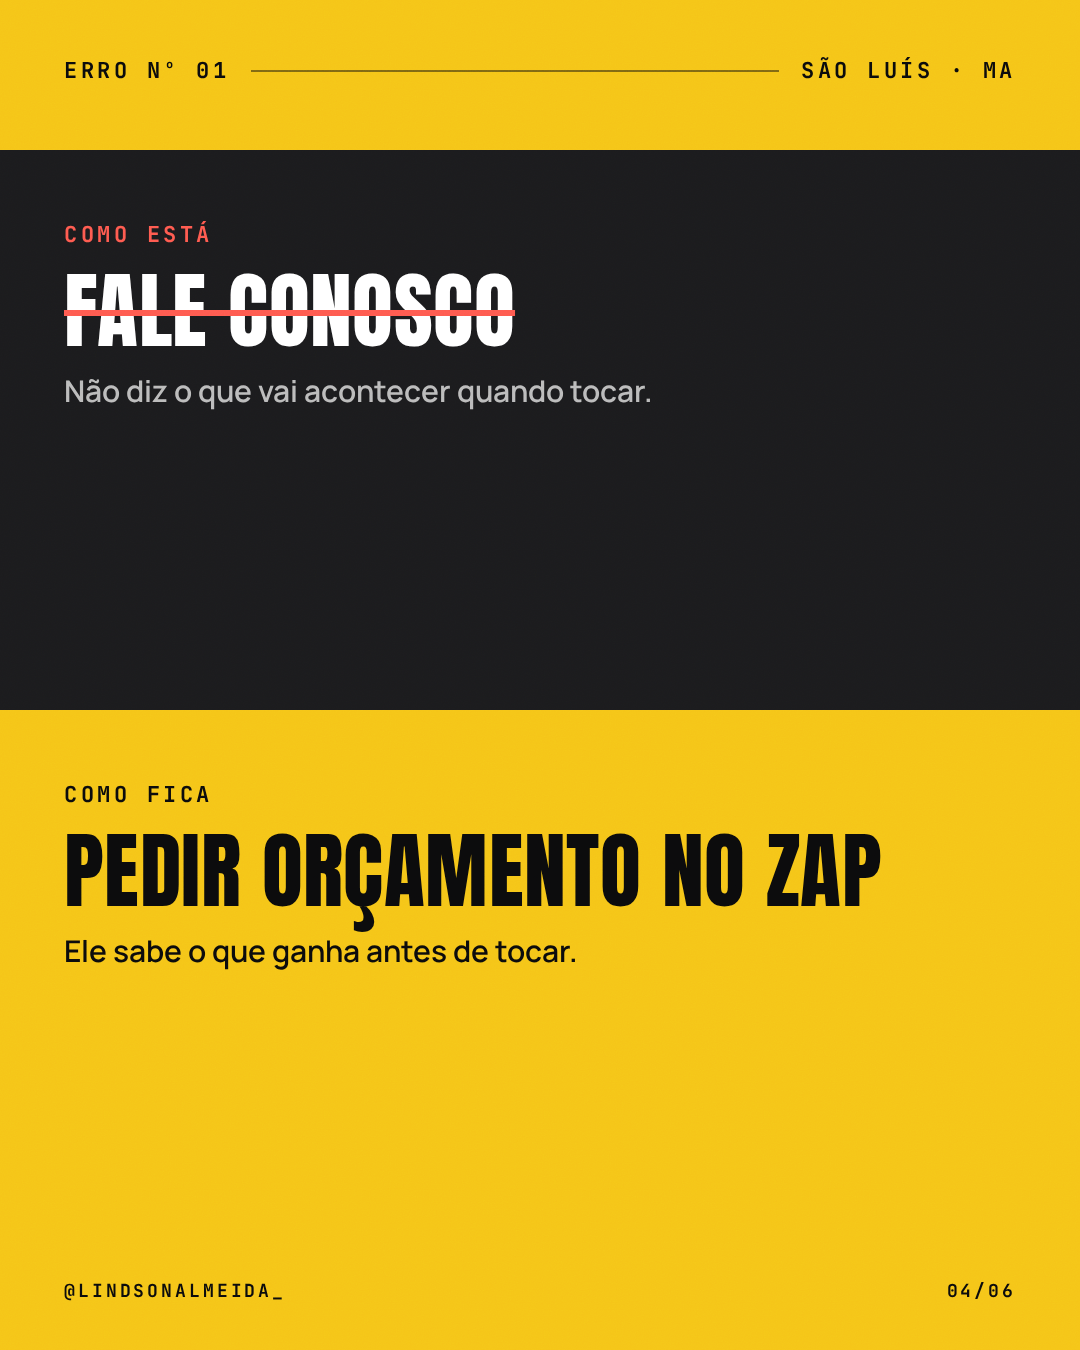 ERRO N° 01
SÃO LUÍS · MA
COMO ESTÁ
FALE CONOSCO
Não diz o que vai acontecer quando tocar.
COMO FICA
PEDIR ORÇAMENTO NO ZAP
Ele sabe o que ganha antes de tocar.
@LINDSONALMEIDA_
04/06